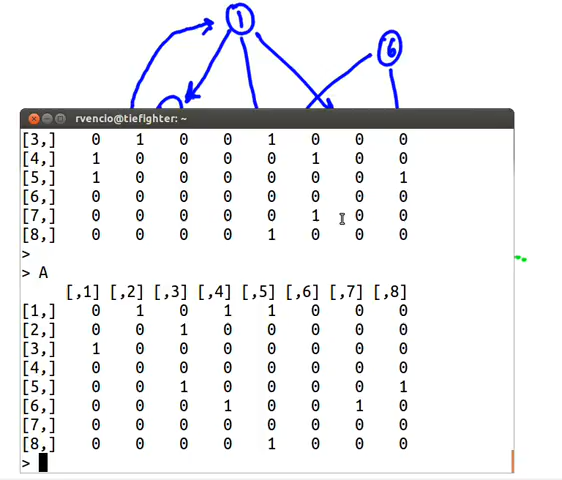 1
6
rvencio@tiefighter: ~
[3,] 0 1 0 0 1 0 0 0
[4,] 1 0 0 0 0 1 0 0
[5,] 1 0 0 0 0 0 0 1
[6,] 0 0 0 0 0 0 0 0
[7,] 0 0 0 0 0 1 0 0
[8,] 0 0 0 0 1 0 0 0
>
> A
[,1] [,2] [,3] [,4] [,5] [,6] [,7] [,8]
[1,] 0 1 0 1 1 0 0 0
[2,] 0 0 1 0 0 0 0 0
[3,] 1 0 0 0 0 0 0 0
[4,] 0 0 0 0 0 0 0 0
[5,] 0 0 1 0 0 0 0 1
[6,] 0 0 0 1 0 0 1 0
[7,] 0 0 0 0 0 0 0 0
[8,] 0 0 0 0 1 0 0 0
>